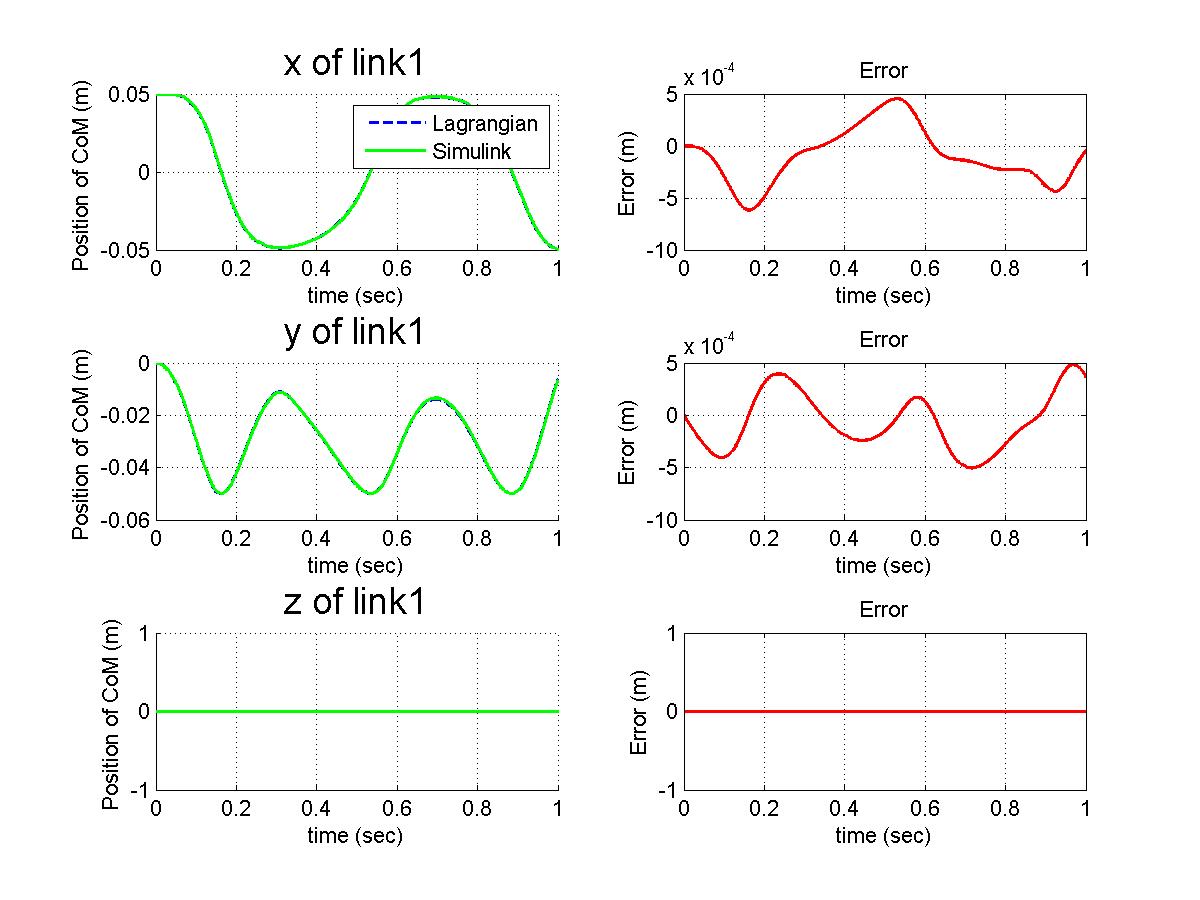 x of link1
Position of CoM (m)
0.05
0
-0.05
Lagrangian
Simulink
0 0.2 0.4 0.6 0.8 1
time (sec)
Error
x 10-4
Error (m)
5
0
-5
-10
0 0.2 0.4 0.6 0.8 1
time (sec)
y of link1
Position of CoM (m)
0
-0.02
-0.04
-0.06
0 0.2 0.4 0.6 0.8 1
time (sec)
Error
x 10-4
Error (m)
5
0
-5
-10
0 0.2 0.4 0.6 0.8 1
time (sec)
z of link1
Position of CoM (m)
1
0
-1
0 0.2 0.4 0.6 0.8 1
time (sec)
Error
Error (m)
1
0
-1
0 0.2 0.4 0.6 0.8 1
time (sec)